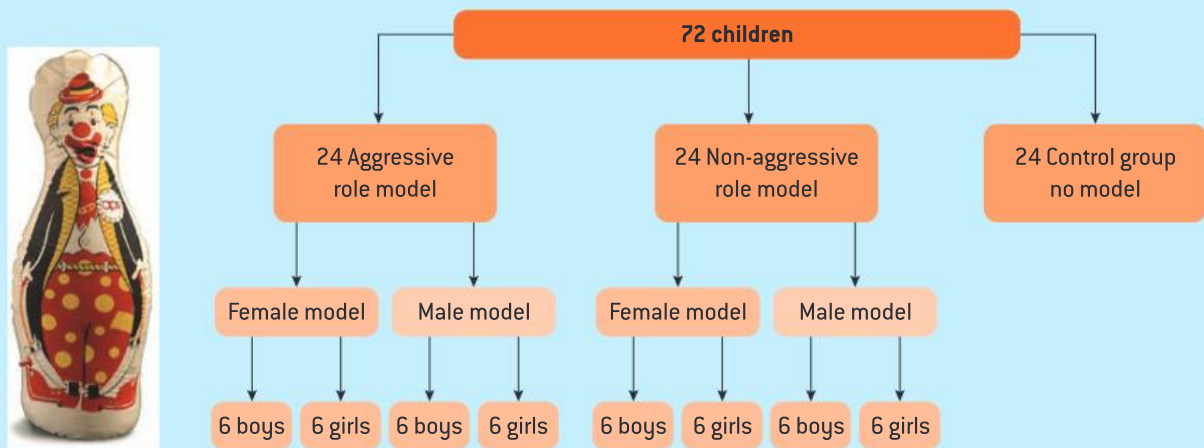 72 children
24 Aggressive
role model
24 Non-aggressive
role model
24 Control group
no model
Female model
Male model
Female model
Male model
6 boys
6 girls
6 boys
6 girls
6 boys
6 girls
6 boys
6 girls